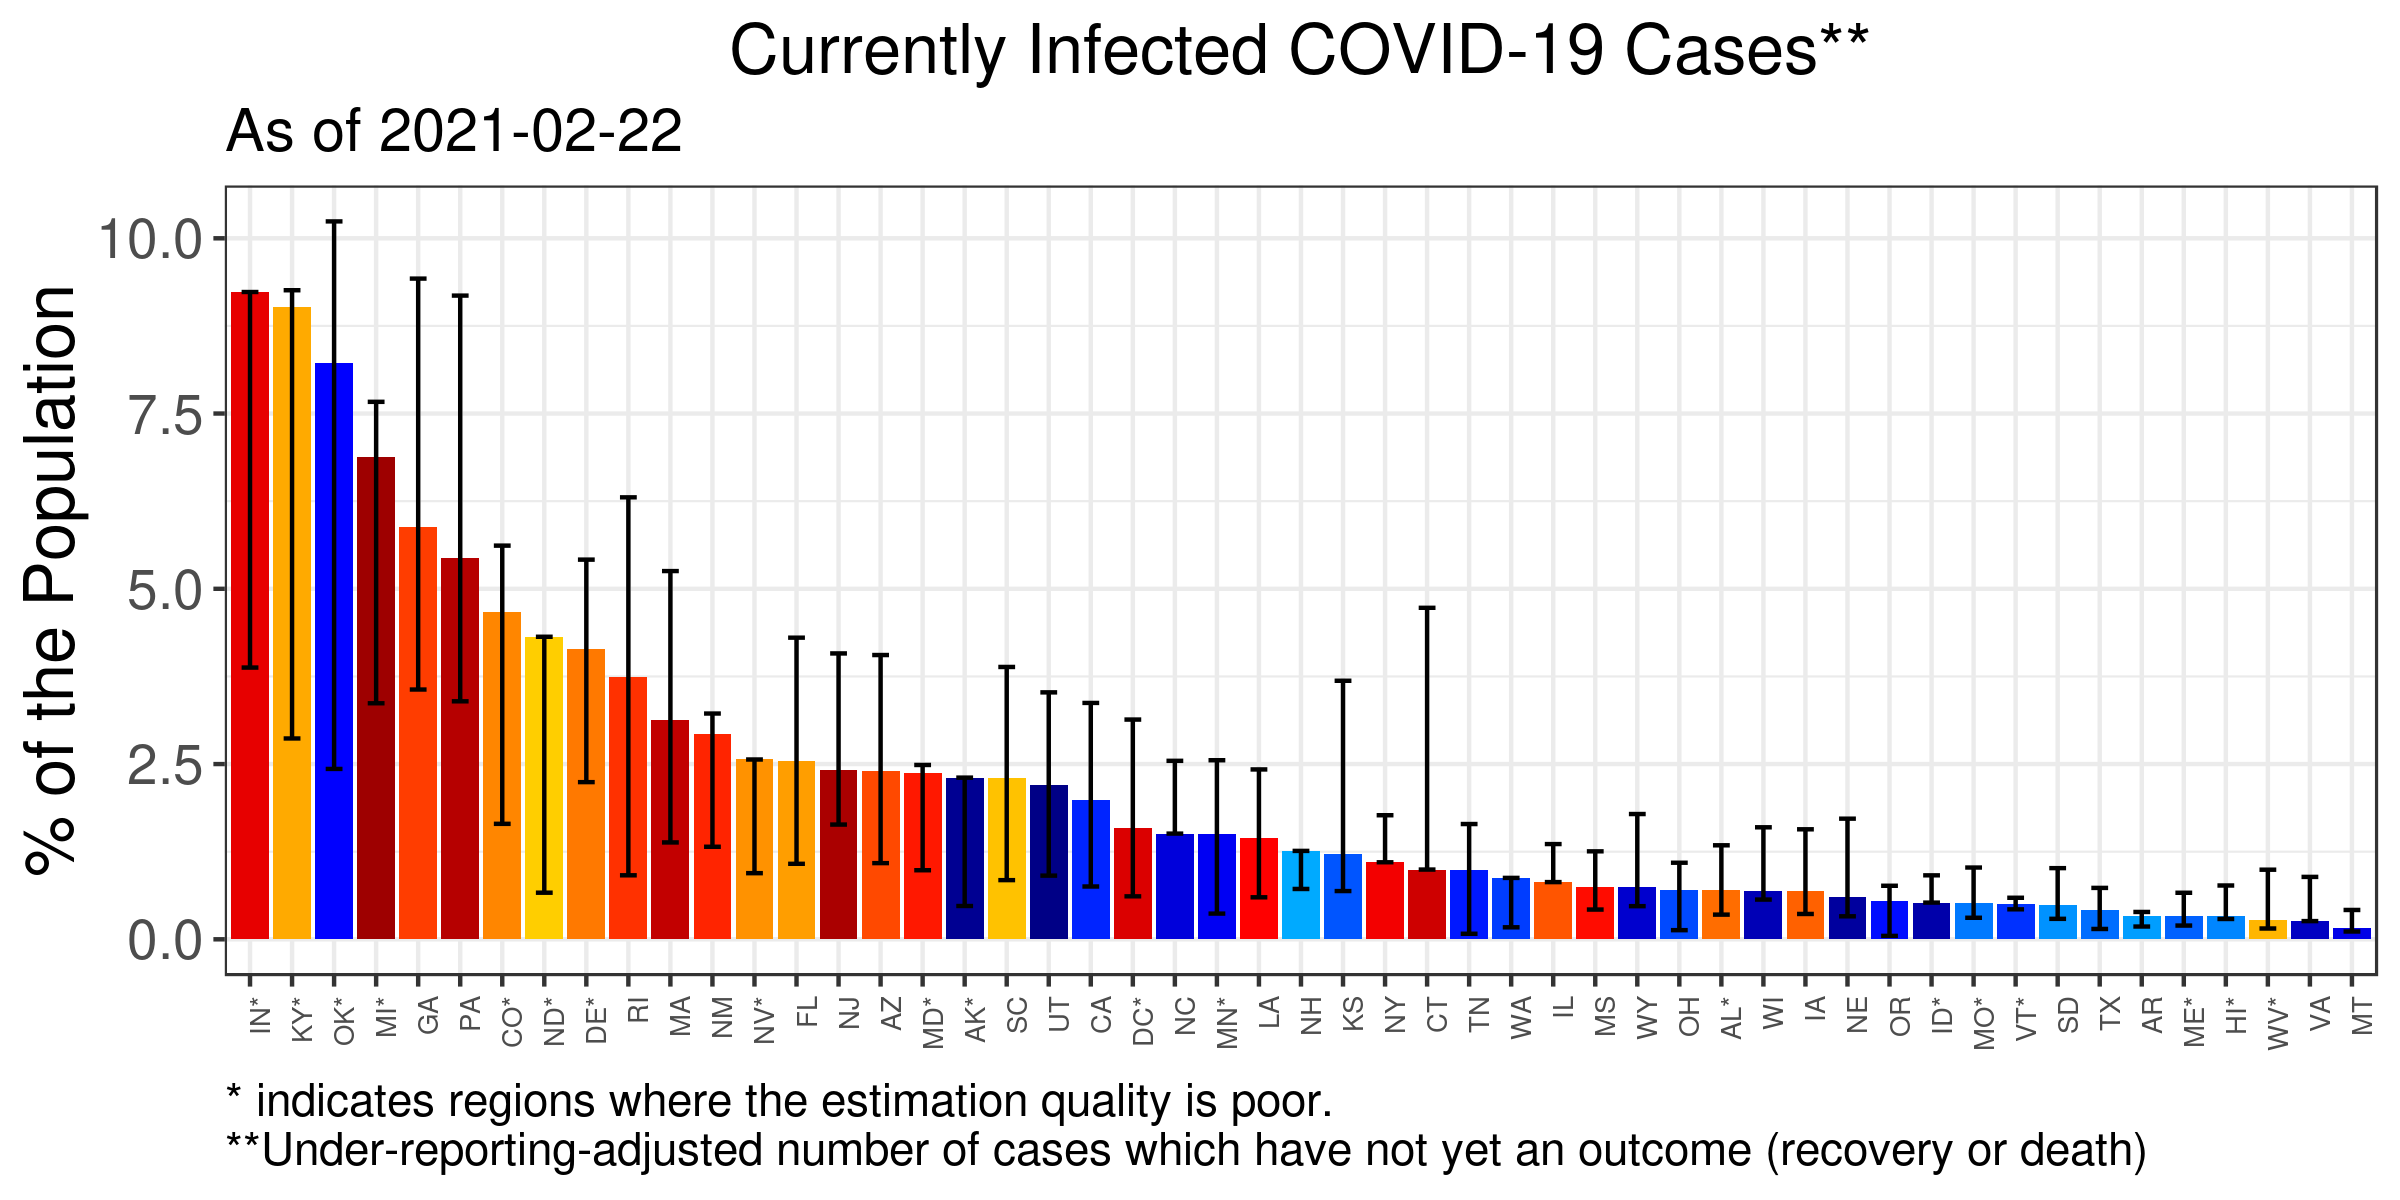 Currently Infected COVID-19 Cases**
As of 2021-02-22
% of the Population
10.0
7.5
5.0
2.5
0.0
IN* KY* OK* MI* GA PA CO* ND* DE* RI MA NM NV* FL NJ AZ MD* AK* SC UT CA DC* NC MN* LA NH KS NY CT TN WA IL MS WY OH AL* WI IA NE OR ID* MO* VT* SD TX AR ME* HI* WV* VA MT
* indicates regions where the estimation quality is poor.
**Under-reporting-adjusted number of cases which have not yet an outcome (recovery or death)